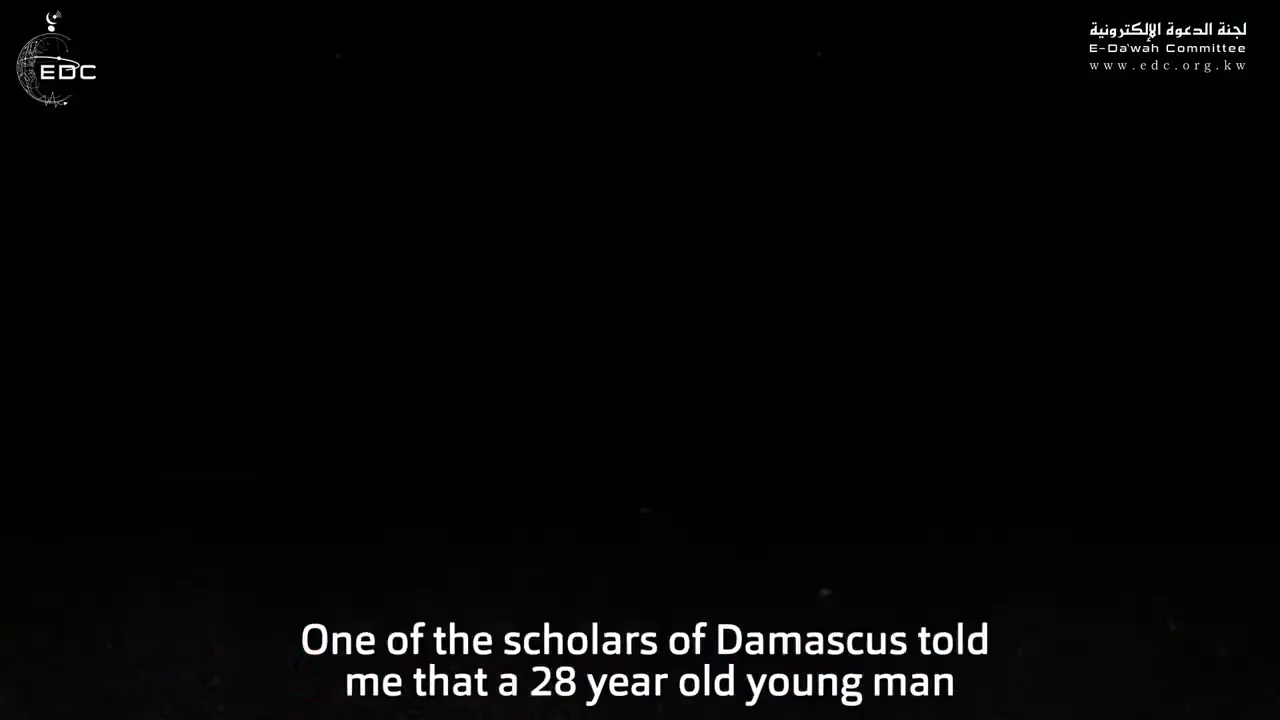 EDC
لجنة الدعوة الإلكترونية
E-Da'wah Committee
www.edc.org.kw
One of the scholars of Damascus told
me that a 28 year old young man